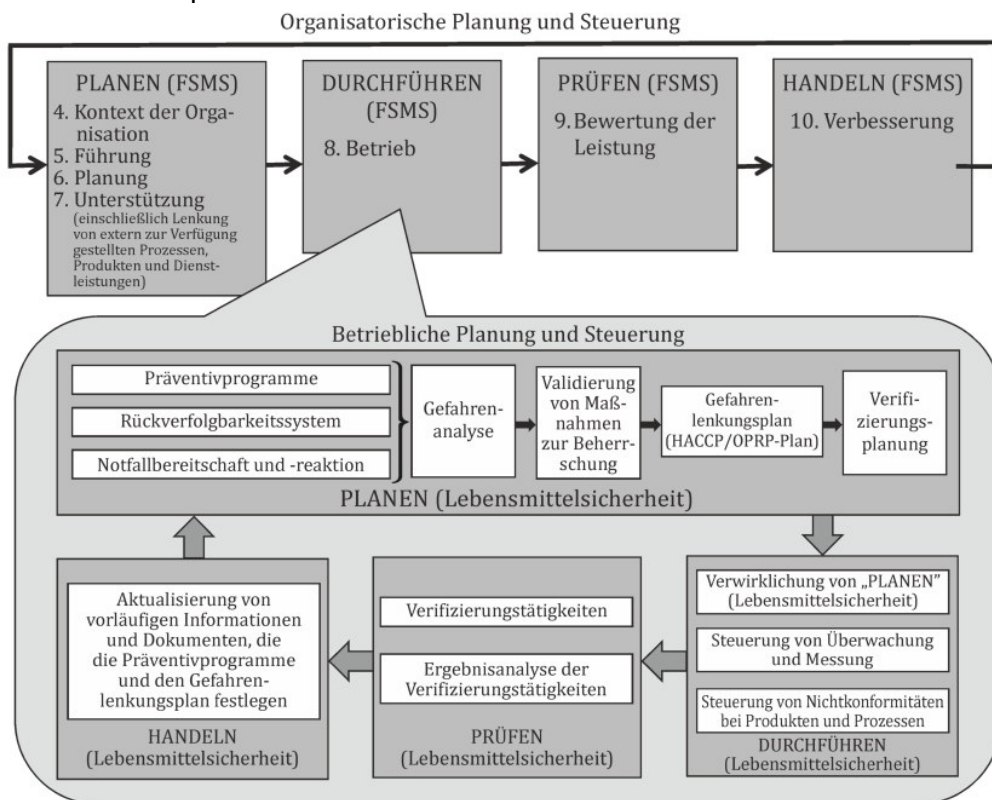 Organisatorische Planung und Steuerung
PLANEN (FSMS)
4. Kontext der Orga-
nisation
5. Führung
6. Planung
7. Unterstützung
(einschließlich Lenkung
von extern zur Verfügung
gestellten Prozessen,
Produkten und Dienst-
leistungen)
DURCHFÜHREN
(FSMS)
8. Betrieb
PRÜFEN (FSMS)
9. Bewertung der
Leistung
HANDELN (FSMS)
10. Verbesserung
Betriebliche Planung und Steuerung
Präventivprogramme
Rückverfolgbarkeitssystem
Notfallbereitschaft und -reaktion
Gefahren-
analyse
Validierung
von Maß-
nahmen
zur Beherr-
schung
Gefahren-
lenkungsplan
(HACCP/OPRP-Plan)
Verifi-
zierungs-
planung
PLANEN (Lebensmittelsicherheit)
Verwirklichung von „PLANEN”
(Lebensmittelsicherheit)
Steuerung von Überwachung
und Messung
Steuerung von Nichtkonformitäten
bei Produkten und Prozessen
DURCHFÜHREN
(Lebensmittelsicherheit)
Verifizierungstätigkeiten
Ergebnisanalyse der
Verifizierungstätigkeiten
PRÜFEN
(Lebensmittelsicherheit)
Aktualisierung von
vorläufigen Informationen
und Dokumenten, die
die Präventivprogramme
und den Gefahren-
lenkungsplan festlegen
HANDELN
(Lebensmittelsicherheit)